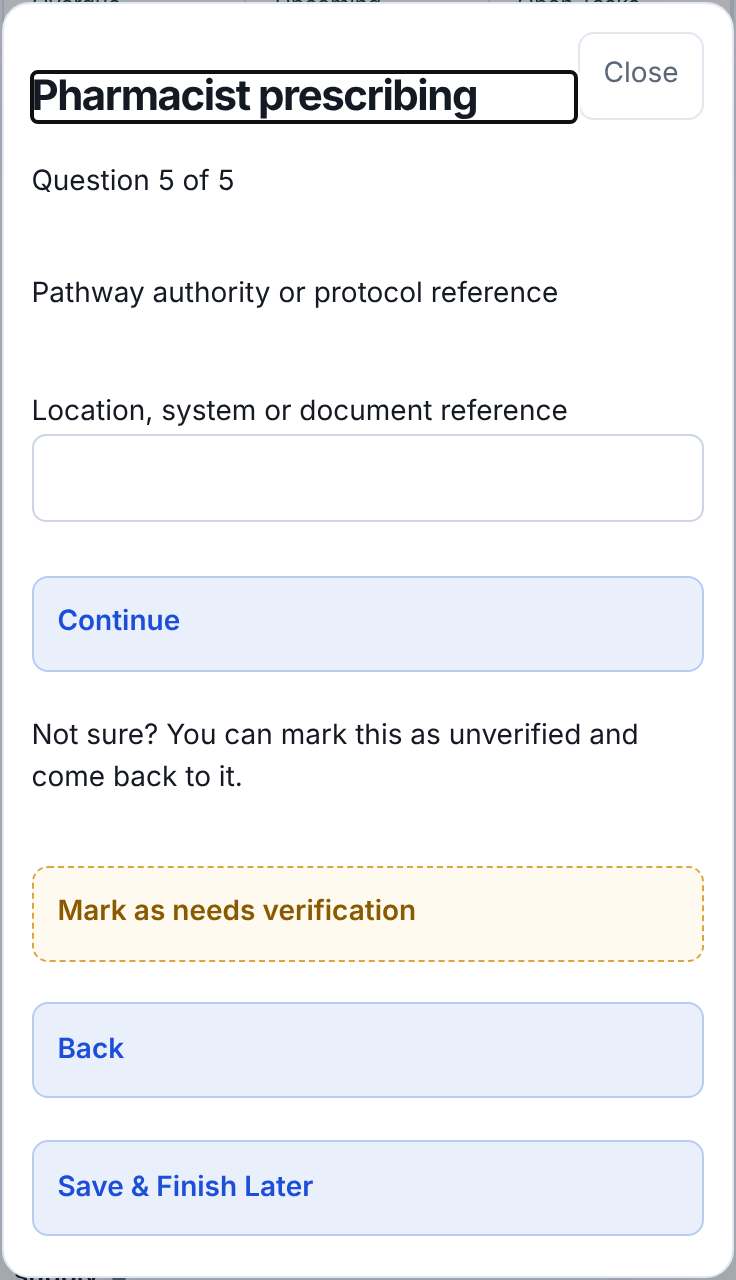 Pharmacist prescribing
Close
Question 5 of 5
Pathway authority or protocol reference
Location, system or document reference
Continue
Not sure? You can mark this as unverified and
come back to it.
Mark as needs verification
Back
Save & Finish Later